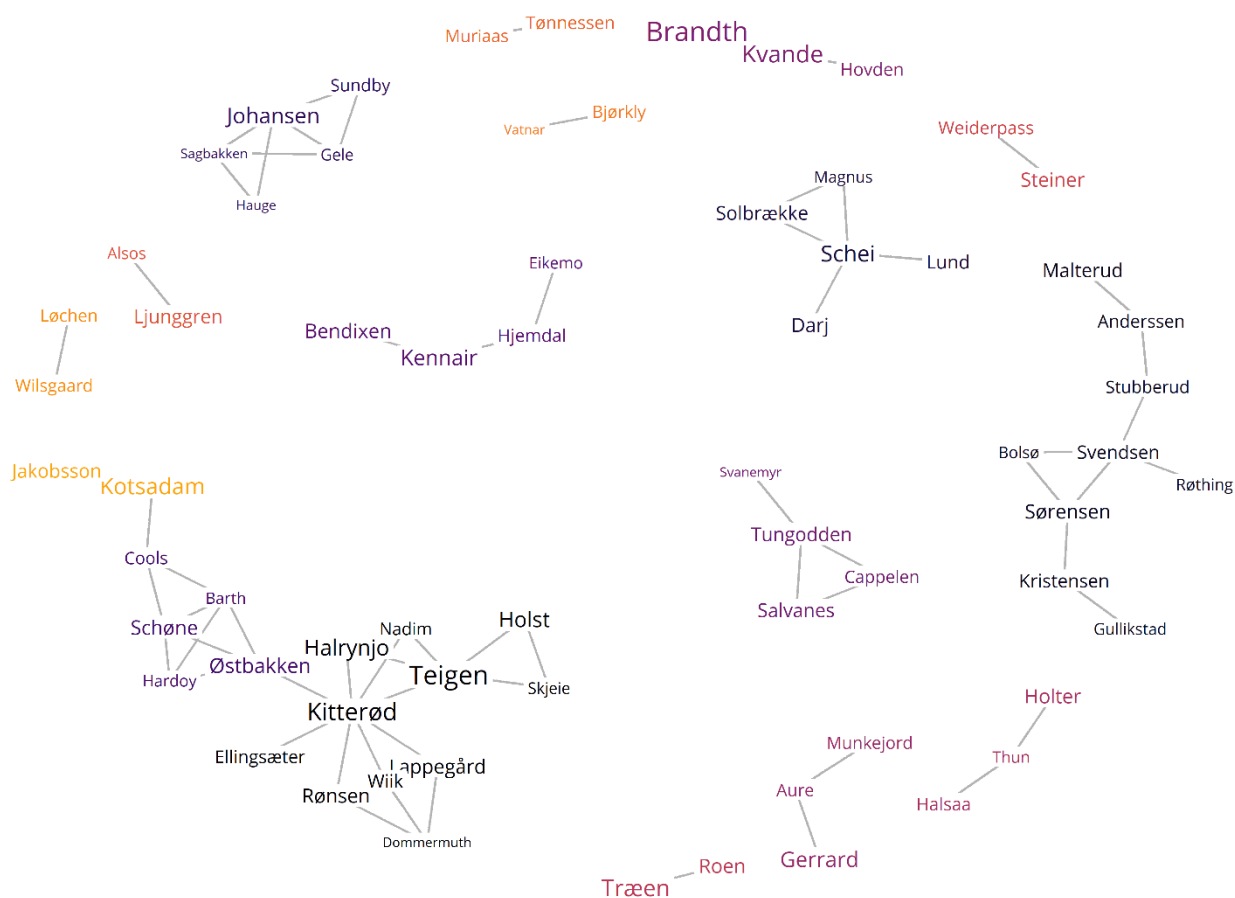 Tønnessen
Muriaas
Brandth
Kvande
Hovden
Sundby
Johansen
Sagbakken
Gele
Hauge
Vatnar
Bjørkly
Weiderpass
Steiner
Magnus
Solbrække
Schei
Lund
Darj
Alsos
Ljunggren
Løchen
Wilsgaard
Eikemo
Bendixen
Hjemdal
Kennair
Malterud
Anderssen
Stubberud
Bolsø
Svendsen
Røthing
Sørensen
Kristensen
Gullikstad
Jakobsson
Kotsadam
Cools
Barth
Schøne
Østbakken
Hardoy
Svanemyr
Tungodden
Cappelen
Salvanes
Nadim
Holst
Halrynjo
Teigen
Skjeie
Kitterød
Ellingsæter
Lappegård
Wiik
Rønsen
Dommermuth
Holter
Thun
Halsaa
Munkejord
Aure
Gerrard
Roen
Træen